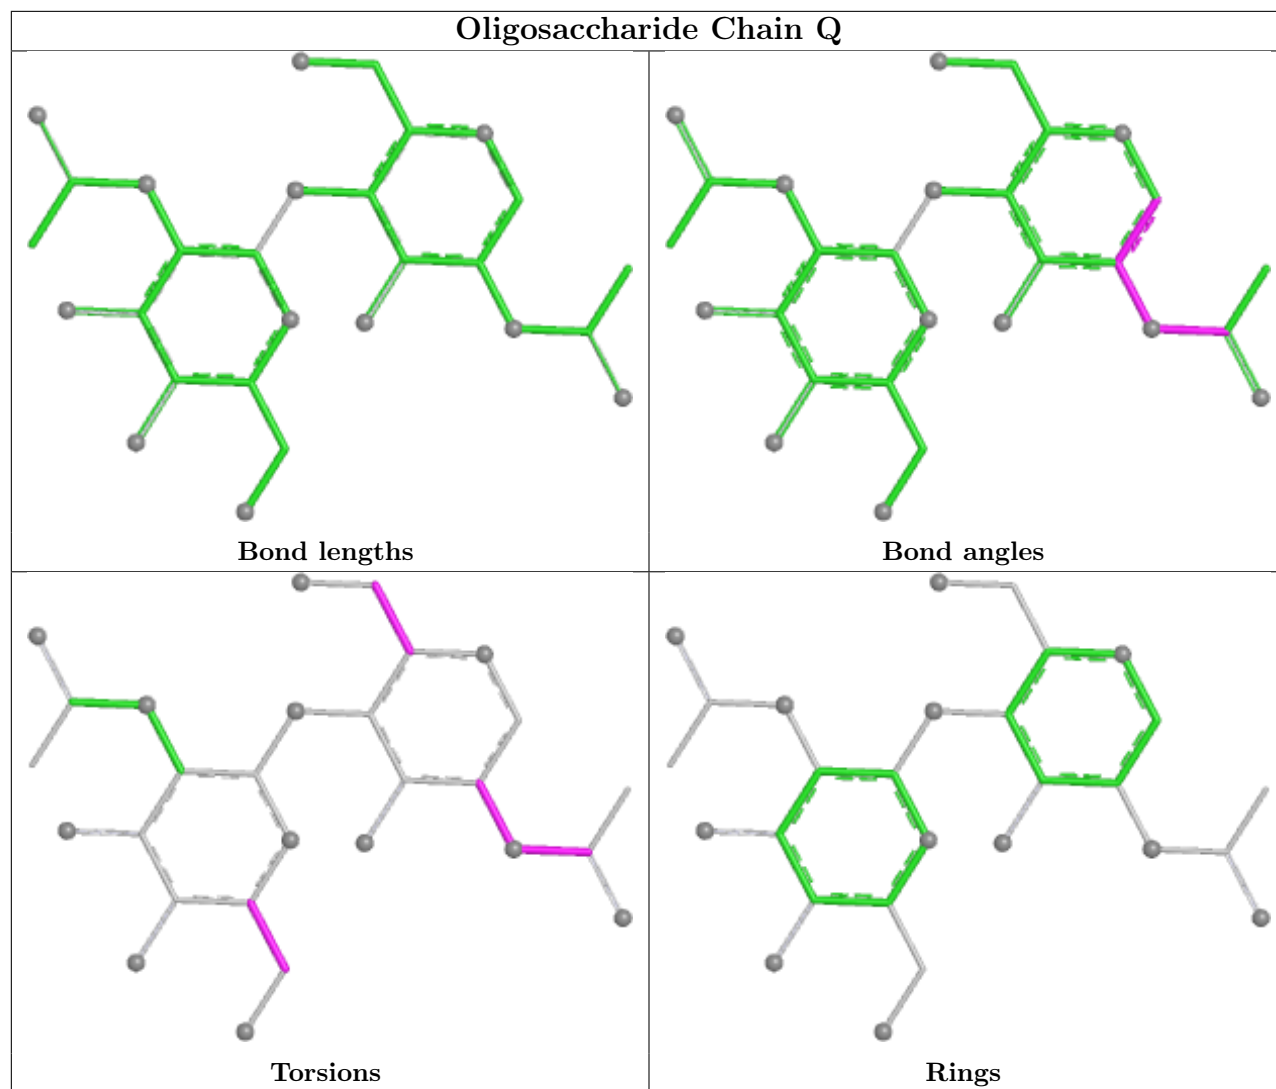 Oligosaccharide Chain Q
Bond lengths
Bond angles
Torsions
Rings